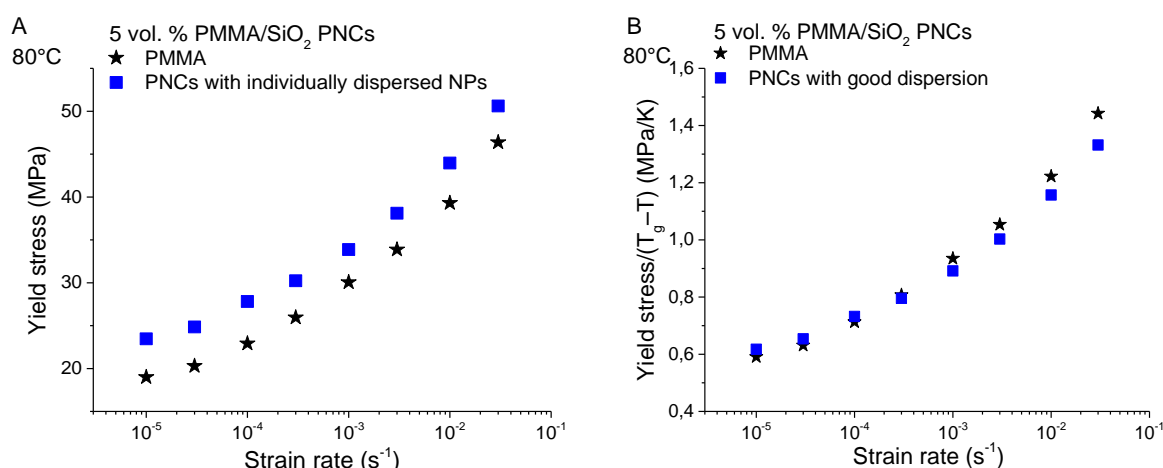 A
5 vol. % PMMA/SiO₂ PNCs
80°C
PMMA
PNCs with individually dispersed NPs
50
40
30
20
Yield stress (MPa)
10⁻⁵
10⁻⁴
10⁻³
10⁻²
10⁻¹
Strain rate (s⁻¹)
B
5 vol. % PMMA/SiO₂ PNCs
80°C
PMMA
PNCs with good dispersion
1,6
1,4
1,2
1,0
0,8
0,6
0,4
Yield stress/(T_g–T) (MPa/K)
10⁻⁵
10⁻⁴
10⁻³
10⁻²
10⁻¹
Strain rate (s⁻¹)